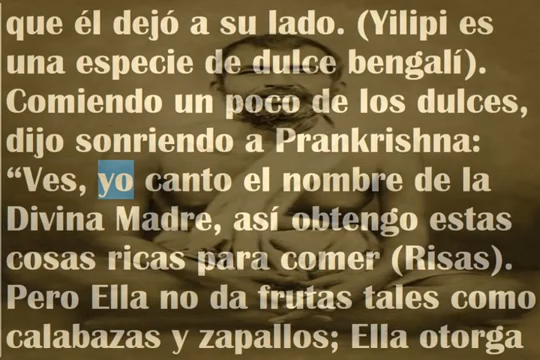 que él dejó a su lado. (Yilipi es
una especie de dulce bengalí).
Comiendo un poco de los dulces,
dijo sonriendo a Prankrishna:
“Ves, yo canto el nombre de la
Divina Madre, así obtengo estas
cosas ricas para comer (Risas).
Pero Ella no da frutas tales como
calabazas y zapallos; Ella otorga